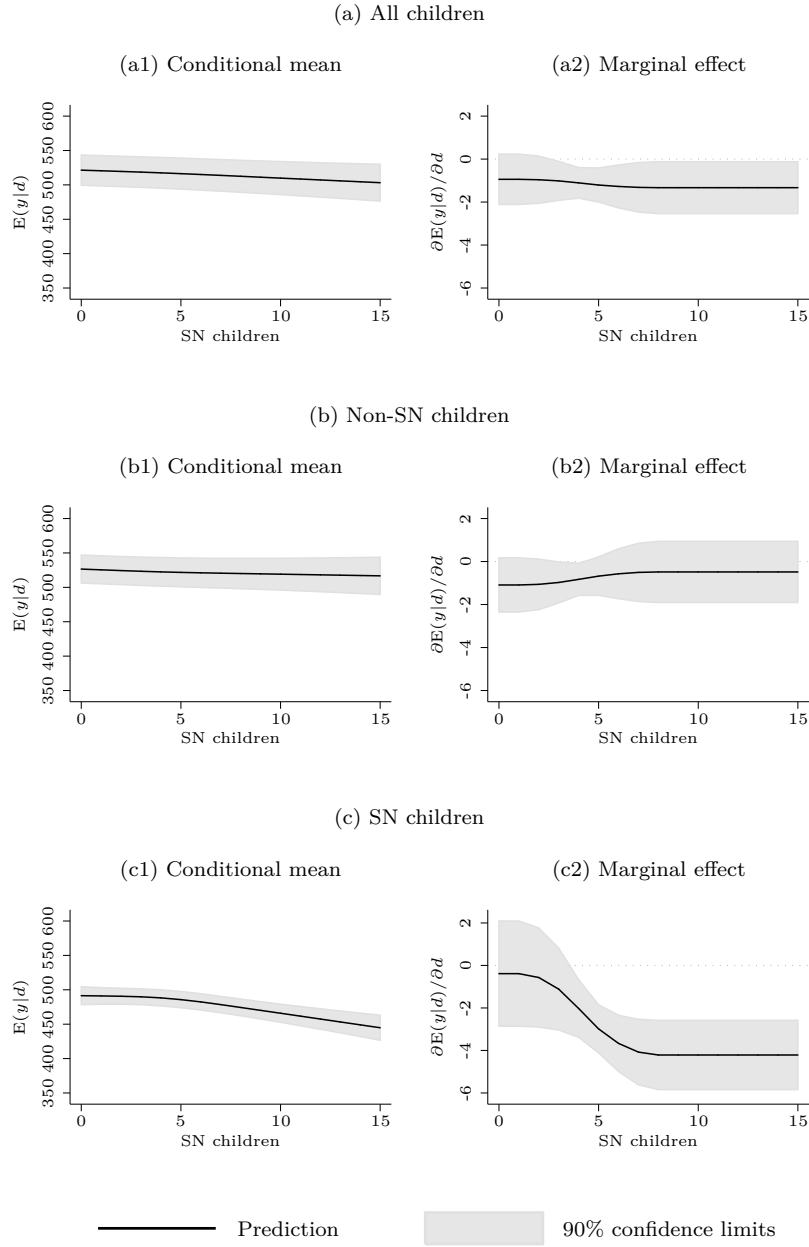 (a) All children
(a1) Conditional mean
(a2) Marginal effect
E(y|d)
350 400 450 500 550 600
0 5 10 15
SN children
∂E(y|d)/∂d
-6 -4 -2 0 2
0 5 10 15
SN children
(b) Non-SN children
(b1) Conditional mean
(b2) Marginal effect
E(y|d)
350 400 450 500 550 600
0 5 10 15
SN children
∂E(y|d)/∂d
-6 -4 -2 0 2
0 5 10 15
SN children
(c) SN children
(c1) Conditional mean
(c2) Marginal effect
E(y|d)
350 400 450 500 550 600
0 5 10 15
SN children
∂E(y|d)/∂d
-6 -4 -2 0 2
0 5 10 15
SN children
Prediction
90% confidence limits